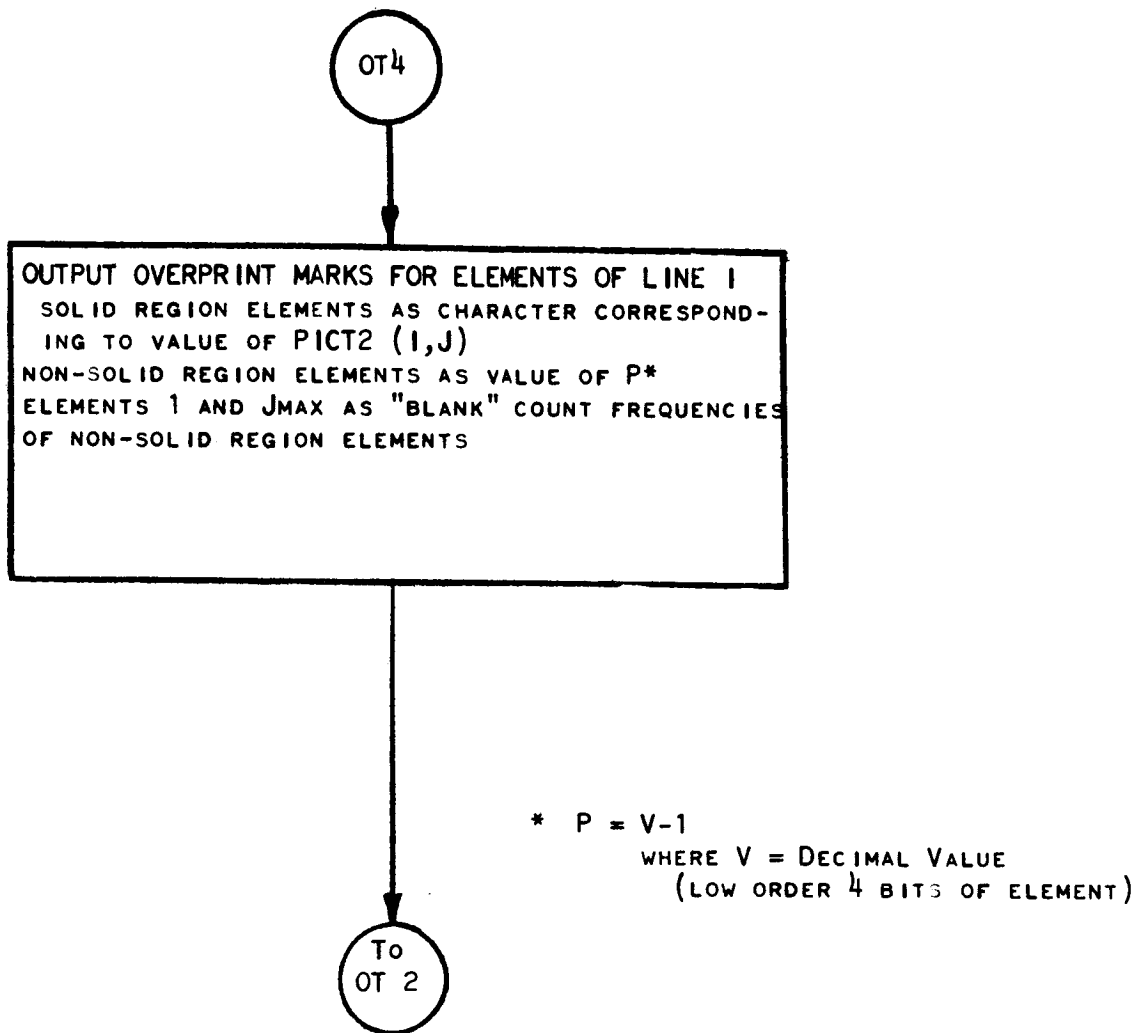 OT4
OUTPUT OVERPRINT MARKS FOR ELEMENTS OF LINE I
SOLID REGION ELEMENTS AS CHARACTER CORRESPOND-
ING TO VALUE OF PICT2 (I,J)
NON-SOLID REGION ELEMENTS AS VALUE OF P*
ELEMENTS 1 AND JMAX AS "BLANK" COUNT FREQUENCIES
OF NON-SOLID REGION ELEMENTS
* P = V-1
WHERE V = DECIMAL VALUE
(LOW ORDER 4 BITS OF ELEMENT)
To
OT 2